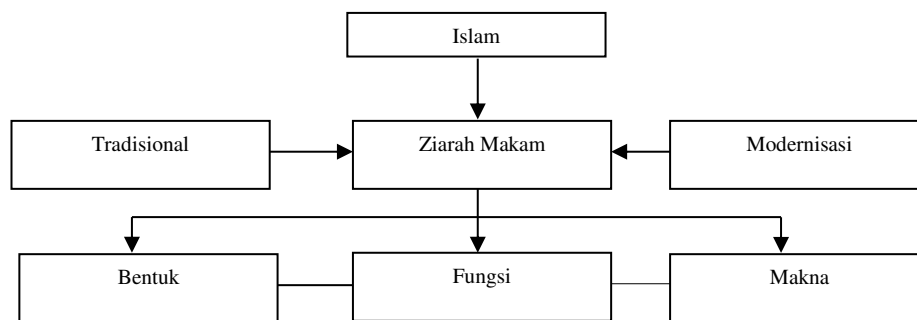 Islam
Tradisional
Ziarah Makam
Modernisasi
Bentuk
Fungsi
Makna